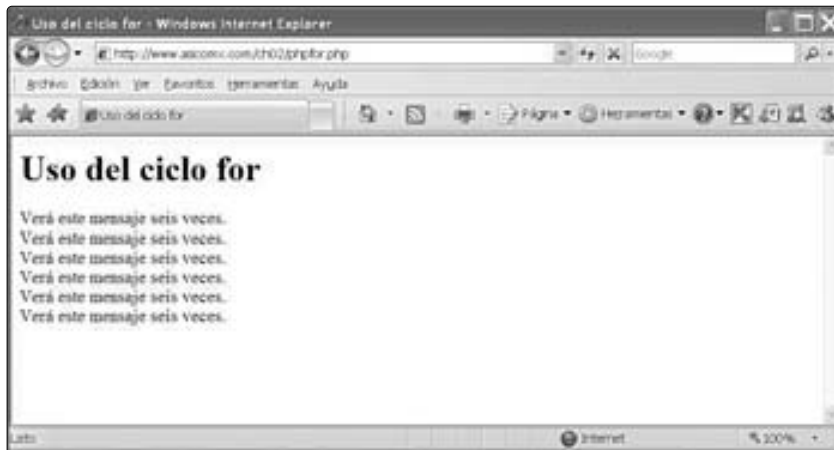 Uso del ciclo for - Windows Internet Explorer
http://www.ascomx.com/ch02/phpfor.php
Google
Archivo Edición Ver Favoritos Herramientas Ayuda
Uso del ciclo for
Página Herramientas
Uso del ciclo for
Verá este mensaje seis veces.
Verá este mensaje seis veces.
Verá este mensaje seis veces.
Verá este mensaje seis veces.
Verá este mensaje seis veces.
Verá este mensaje seis veces.
Listo Internet 100%